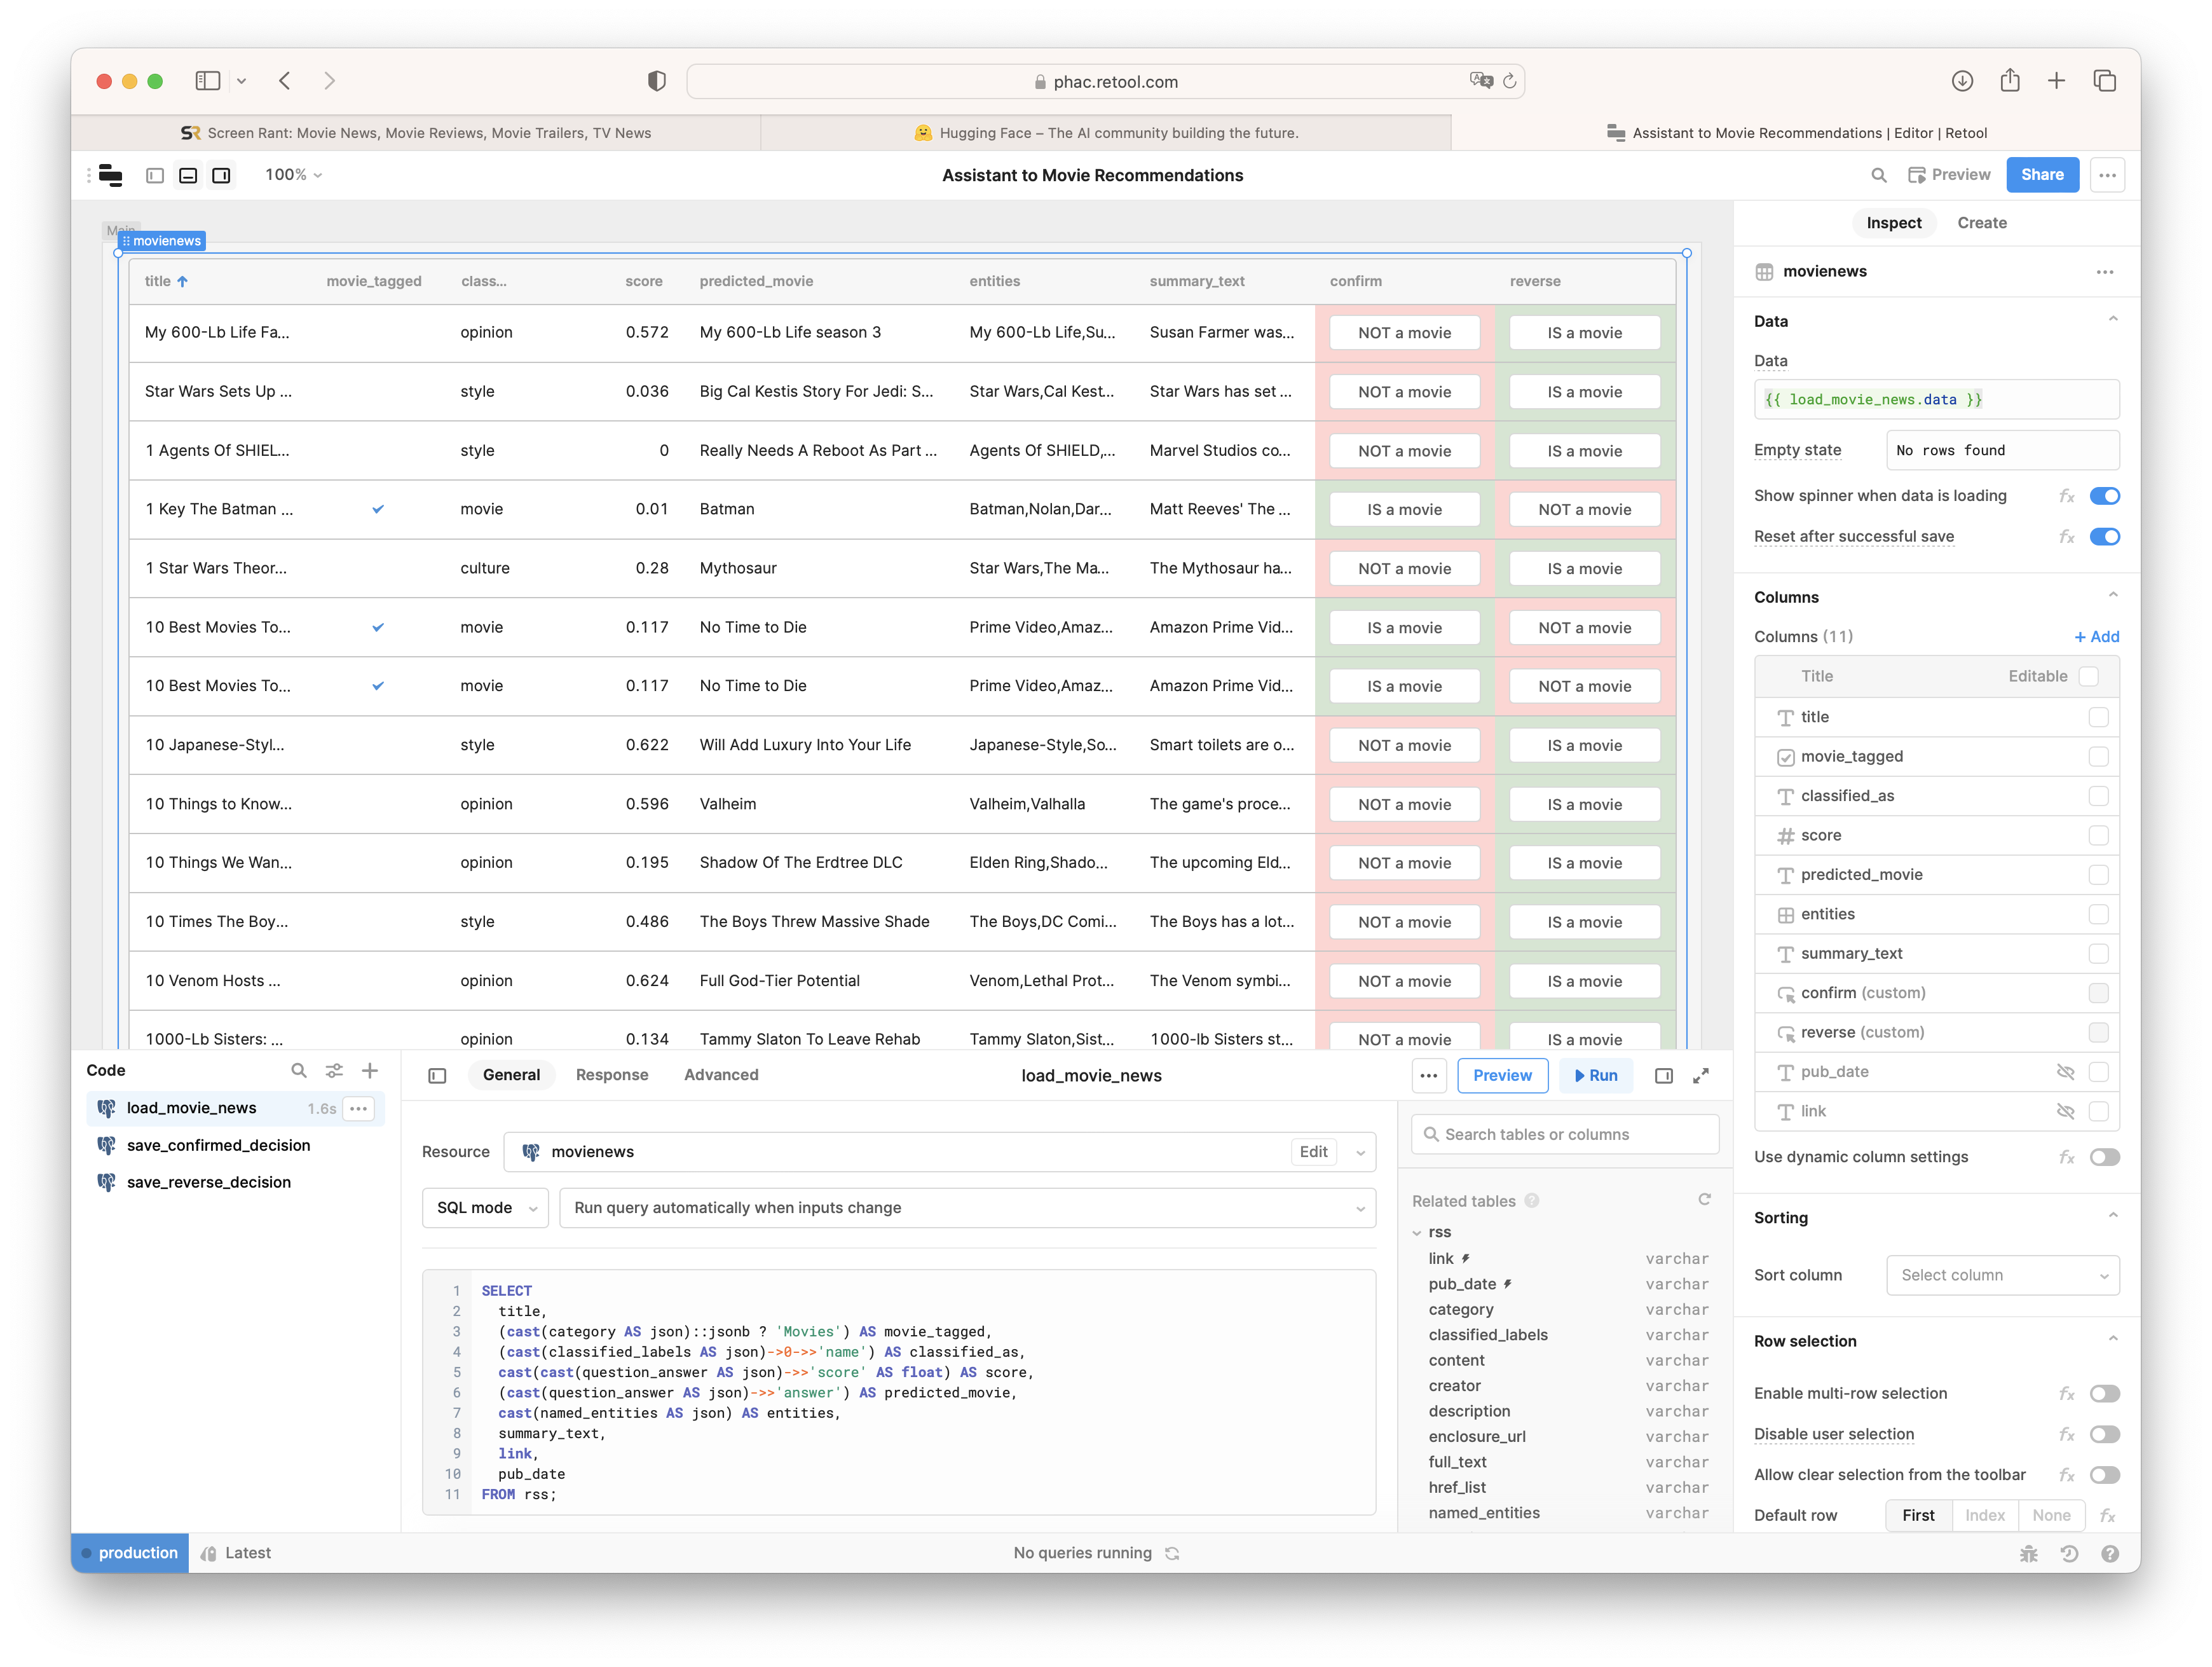 phac.retool.com
Screen Rant: Movie News, Movie Reviews, Movie Trailers, TV News
Hugging Face – The AI community building the future.
Assistant to Movie Recommendations | Editor | Retool
100%
Assistant to Movie Recommendations
Preview
Share
Main
movienews
title movie_tagged class... score predicted_movie entities summary_text confirm reverse
My 600-Lb Life Fa... opinion 0.572 My 600-Lb Life season 3 My 600-Lb Life,Su... Susan Farmer was... NOT a movie IS a movie
Star Wars Sets Up ... style 0.036 Big Cal Kestis Story For Jedi: S... Star Wars,Cal Kest... Star Wars has set ... NOT a movie IS a movie
1 Agents Of SHIEL... style 0 Really Needs A Reboot As Part ... Agents Of SHIELD,... Marvel Studios co... NOT a movie IS a movie
1 Key The Batman ... movie 0.01 Batman Batman,Nolan,Dar... Matt Reeves' The ... IS a movie NOT a movie
1 Star Wars Theor... culture 0.28 Mythosaur Star Wars,The Ma... The Mythosaur ha... NOT a movie IS a movie
10 Best Movies To... movie 0.117 No Time to Die Prime Video,Amaz... Amazon Prime Vid... IS a movie NOT a movie
10 Best Movies To... movie 0.117 No Time to Die Prime Video,Amaz... Amazon Prime Vid... IS a movie NOT a movie
10 Japanese-Styl... style 0.622 Will Add Luxury Into Your Life Japanese-Style,So... Smart toilets are o... NOT a movie IS a movie
10 Things to Know... opinion 0.596 Valheim Valheim,Valhalla The game's proce... NOT a movie IS a movie
10 Things We Wan... opinion 0.195 Shadow Of The Erdtree DLC Elden Ring,Shado... The upcoming Eld... NOT a movie IS a movie
10 Times The Boy... style 0.486 The Boys Threw Massive Shade The Boys,DC Comi... The Boys has a lot... NOT a movie IS a movie
10 Venom Hosts ... opinion 0.624 Full God-Tier Potential Venom,Lethal Prot... The Venom symbi... NOT a movie IS a movie
1000-Lb Sisters: ... opinion 0.134 Tammy Slaton To Leave Rehab Tammy Slaton,Sist... 1000-lb Sisters st... NOT a movie IS a movie
Inspect Create
movienews
Data
Data
{{ load_movie_news.data }}
Empty state No rows found
Show spinner when data is loading fx
Reset after successful save fx
Columns
Columns (11) + Add
Title Editable
title
movie_tagged
classified_as
score
predicted_movie
entities
summary_text
confirm (custom)
reverse (custom)
pub_date
link
Use dynamic column settings fx
Sorting
Sort column Select column
Row selection
Enable multi-row selection fx
Disable user selection fx
Allow clear selection from the toolbar fx
Default row First Index None fx
Code
load_movie_news 1.6s
save_confirmed_decision
save_reverse_decision
General Response Advanced
load_movie_news
Preview Run
Resource movienews Edit
SQL mode Run query automatically when inputs change
1 SELECT
2 title,
3 (cast(category AS json)::jsonb ? 'Movies') AS movie_tagged,
4 (cast(classified_labels AS json)->0->>'name') AS classified_as,
5 cast(cast(question_answer AS json)->>'score' AS float) AS score,
6 (cast(question_answer AS json)->>'answer') AS predicted_movie,
7 cast(named_entities AS json) AS entities,
8 summary_text,
9 link,
10 pub_date
11 FROM rss;
Search tables or columns
Related tables
rss
link varchar
pub_date varchar
category varchar
classified_labels varchar
content varchar
creator varchar
description varchar
enclosure_url varchar
full_text varchar
href_list varchar
named_entities varchar
production Latest
No queries running